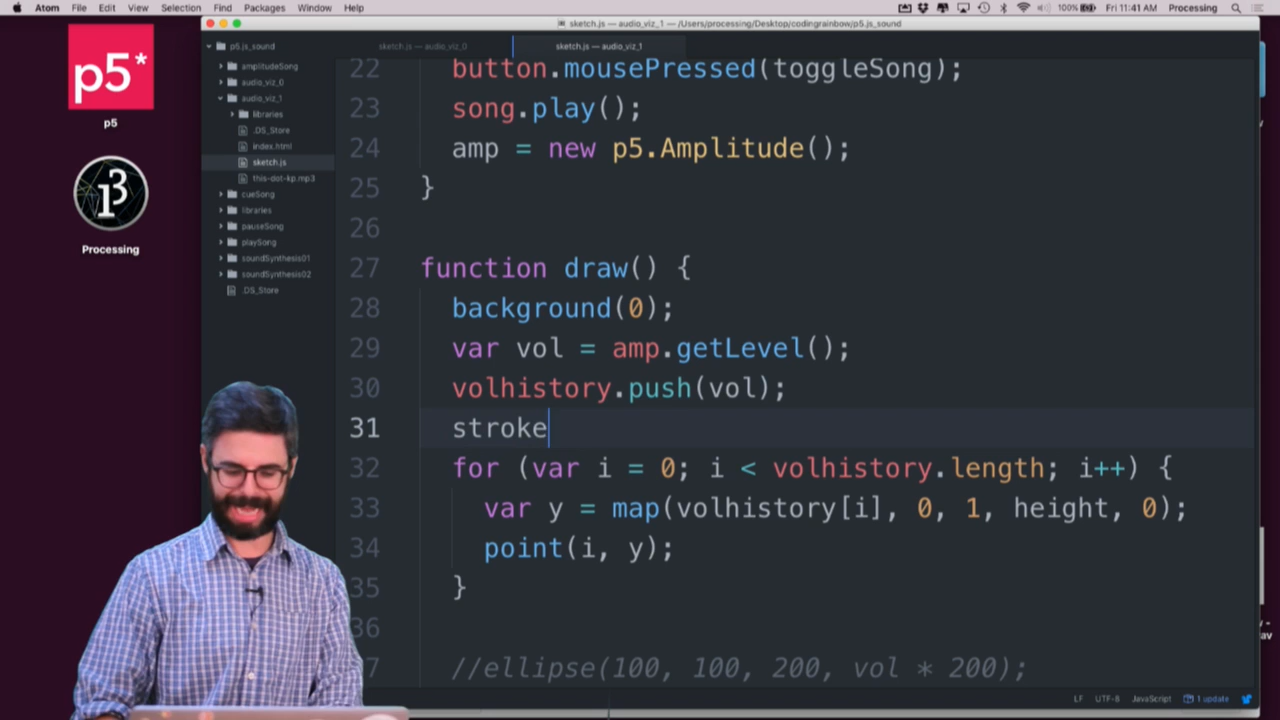 Atom File Edit View Selection Find Packages Window Help 100% Fri 11:41 AM Processing
sketch.js — audio_viz_1 — /Users/processing/Desktop/codingrainbow/p5.js_sound
p5*
p5
Processing
p5.js_sound
amplitudeSong
audio_viz_0
audio_viz_1
libraries
.DS_Store
index.html
sketch.js
this-dot-kp.mp3
cueSong
libraries
pauseSong
playSong
soundSynthesis01
soundSynthesis02
.DS_Store
sketch.js — audio_viz_0 sketch.js — audio_viz_1
22 button.mousePressed(toggleSong);
23 song.play();
24 amp = new p5.Amplitude();
25 }
26
27 function draw() {
28 background(0);
29 var vol = amp.getLevel();
30 volhistory.push(vol);
31 stroke
32 for (var i = 0; i < volhistory.length; i++) {
33 var y = map(volhistory[i], 0, 1, height, 0);
34 point(i, y);
35 }
36
7 //ellipse(100, 100, 200, vol * 200);
LF UTF-8 JavaScript 1 update